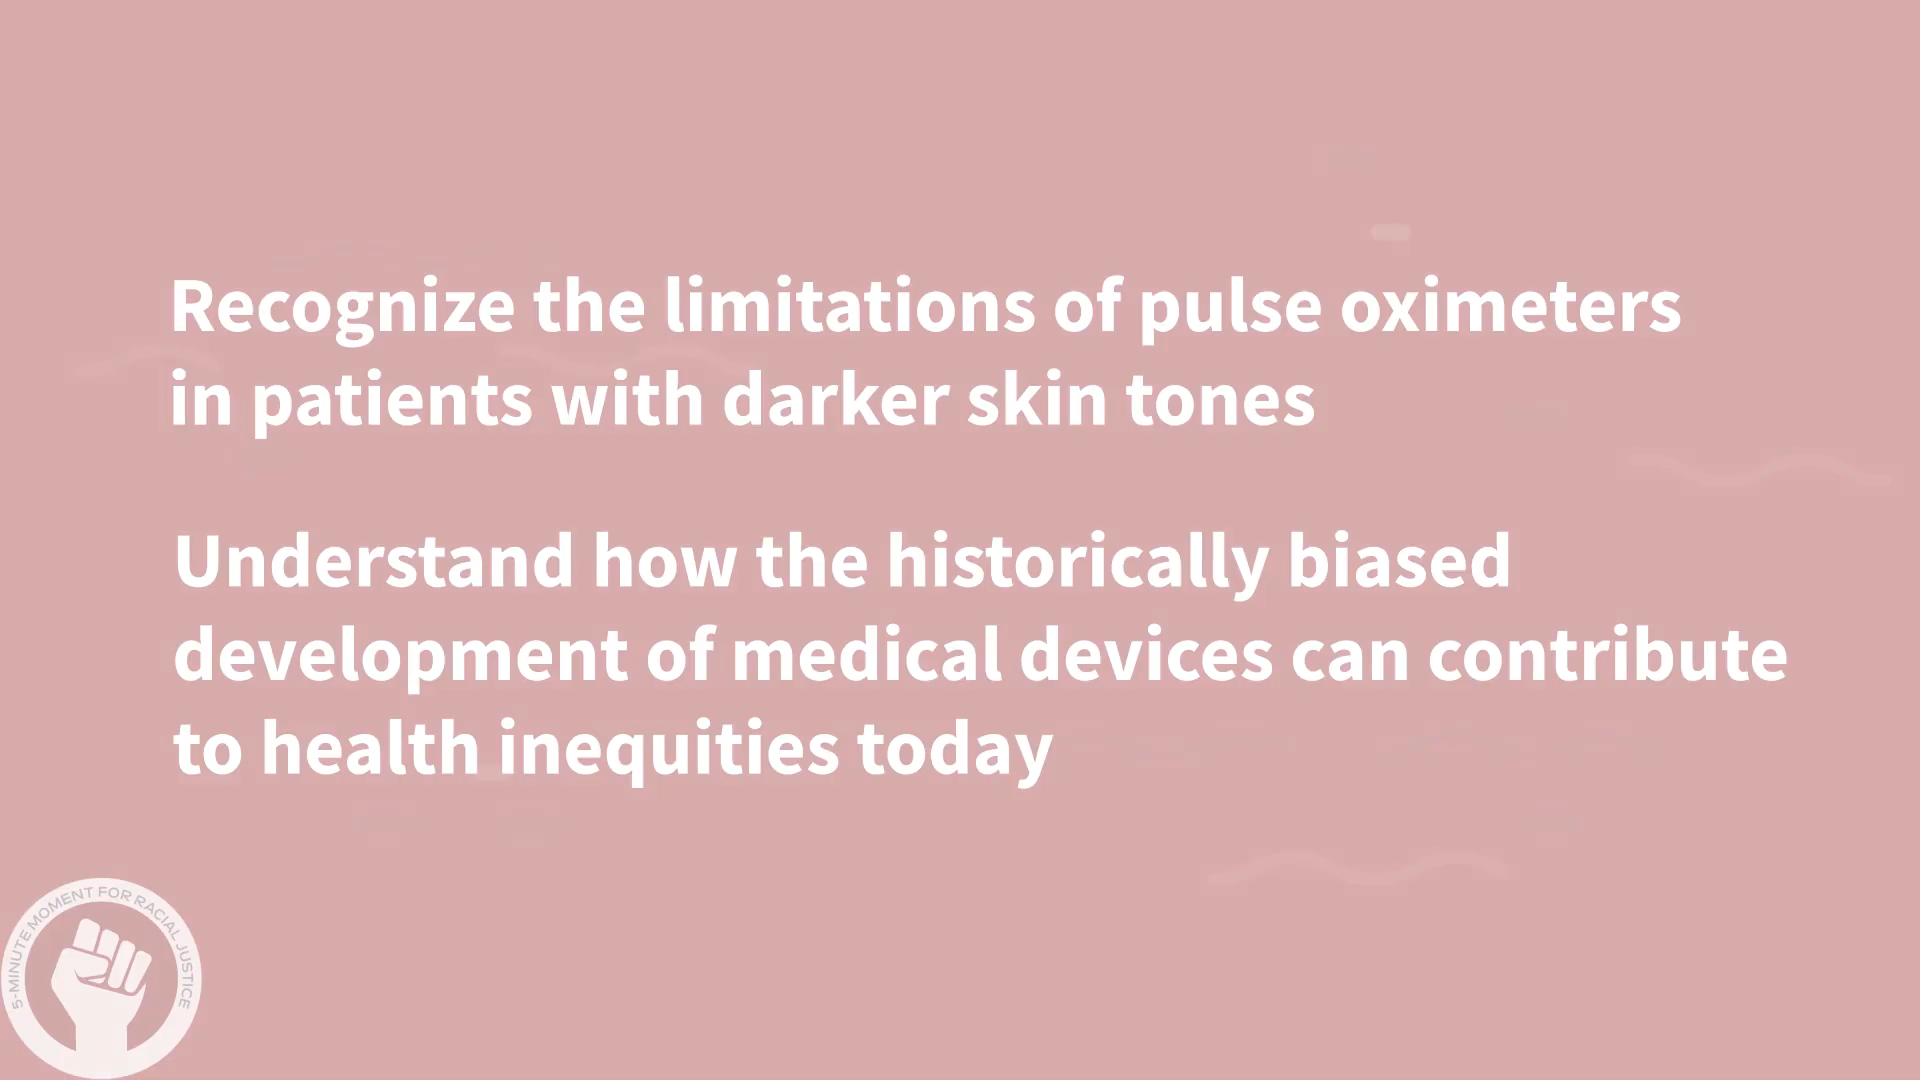 Recognize the limitations of pulse oximeters
in patients with darker skin tones
Understand how the historically biased
development of medical devices can contribute
to health inequities today
5-MINUTE MOMENT FOR RACIAL JUSTICE